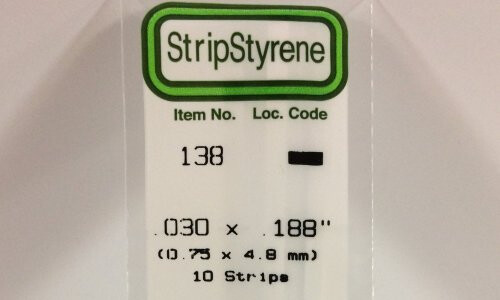 StripStyrene
Item No. Loc. Code
138
.030 x .188"
(0.75 x 4.8 mm)
10 Strips